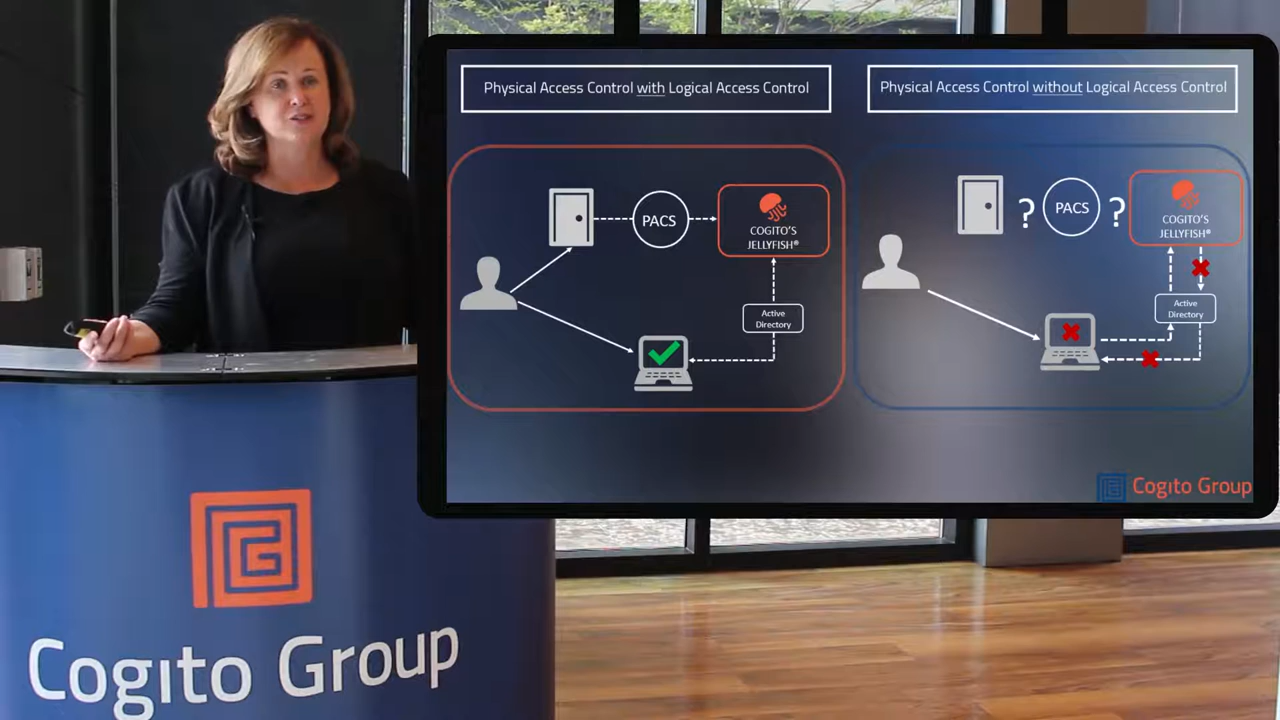 Physical Access Control with Logical Access Control
PACS
COGITO'S
JELLYFISH®
Active
Directory
Physical Access Control without Logical Access Control
?
PACS
?
COGITO'S
JELLYFISH®
Active
Directory
Cogito Group
Cogito Group